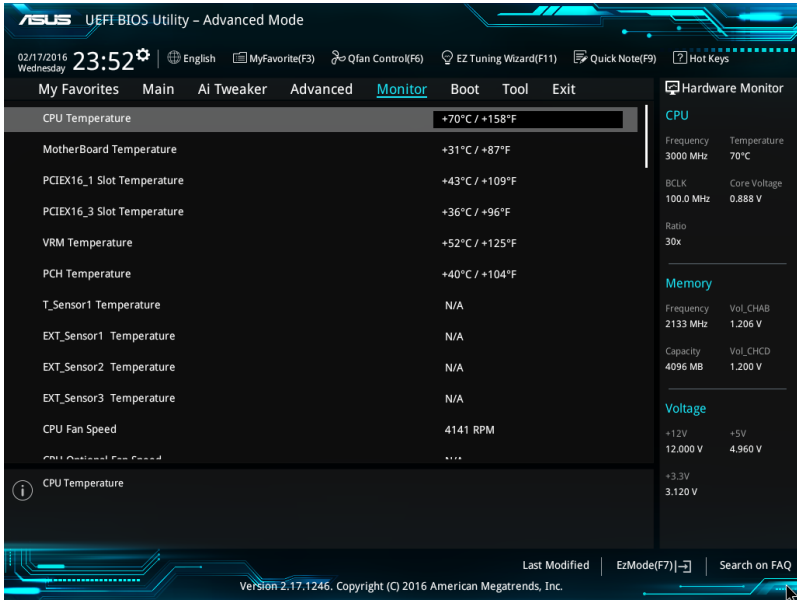 ASUS UEFI BIOS Utility – Advanced Mode
02/17/2016 Wednesday 23:52 English MyFavorite(F3) Qfan Control(F6) EZ Tuning Wizard(F11) Quick Note(F9) ? Hot Keys
My Favorites Main Ai Tweaker Advanced Monitor Boot Tool Exit
CPU Temperature +70°C / +158°F
MotherBoard Temperature +31°C / +87°F
PCIEX16_1 Slot Temperature +43°C / +109°F
PCIEX16_3 Slot Temperature +36°C / +96°F
VRM Temperature +52°C / +125°F
PCH Temperature +40°C / +104°F
T_Sensor1 Temperature N/A
EXT_Sensor1 Temperature N/A
EXT_Sensor2 Temperature N/A
EXT_Sensor3 Temperature N/A
CPU Fan Speed 4141 RPM
CPU Optional Fan Speed N/A
CPU Temperature
Hardware Monitor
CPU
Frequency Temperature
3000 MHz 70°C
BCLK Core Voltage
100.0 MHz 0.888 V
Ratio
30x
Memory
Frequency Vol_CHAB
2133 MHz 1.206 V
Capacity Vol_CHCD
4096 MB 1.200 V
Voltage
+12V +5V
12.000 V 4.960 V
+3.3V
3.120 V
Last Modified EzMode(F7) Search on FAQ
Version 2.17.1246. Copyright (C) 2016 American Megatrends, Inc.